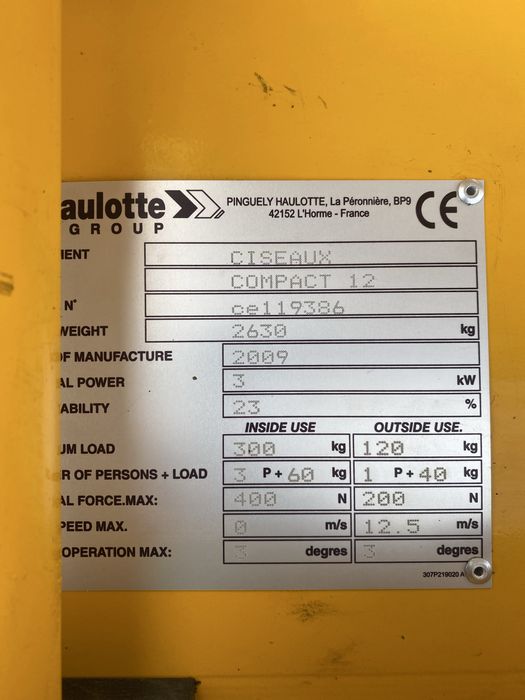 aulotte
GROUP
PINGUELY HAULOTTE, La Péronnière, BP9
42152 L'Horme - France
CE
MENT CISEAUX
COMPACT 12
N° ce119386
WEIGHT 2630 kg
OF MANUFACTURE 2009
AL POWER 3 kW
ABILITY 23 %
INSIDE USE OUTSIDE USE.
UM LOAD 300 kg 120 kg
R OF PERSONS + LOAD 3 P + 60 kg 1 P + 40 kg
AL FORCE.MAX: 400 N 200 N
PEED MAX. 0 m/s 12.5 m/s
OPERATION MAX: 3 degres 3 degres
307P219020 A